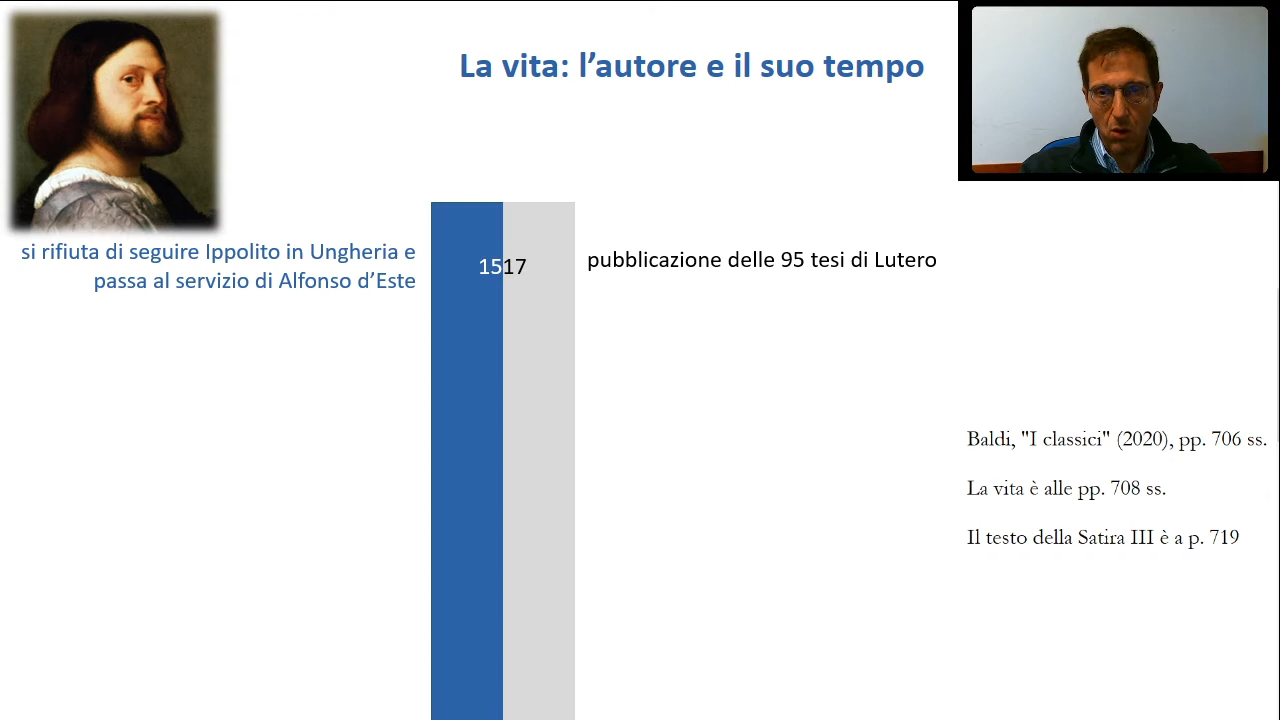 La vita: l’autore e il suo tempo
si rifiuta di seguire Ippolito in Ungheria e
passa al servizio di Alfonso d’Este
1517
pubblicazione delle 95 tesi di Lutero
Baldi, "I classici" (2020), pp. 706 ss.
La vita è alle pp. 708 ss.
Il testo della Satira III è a p. 719